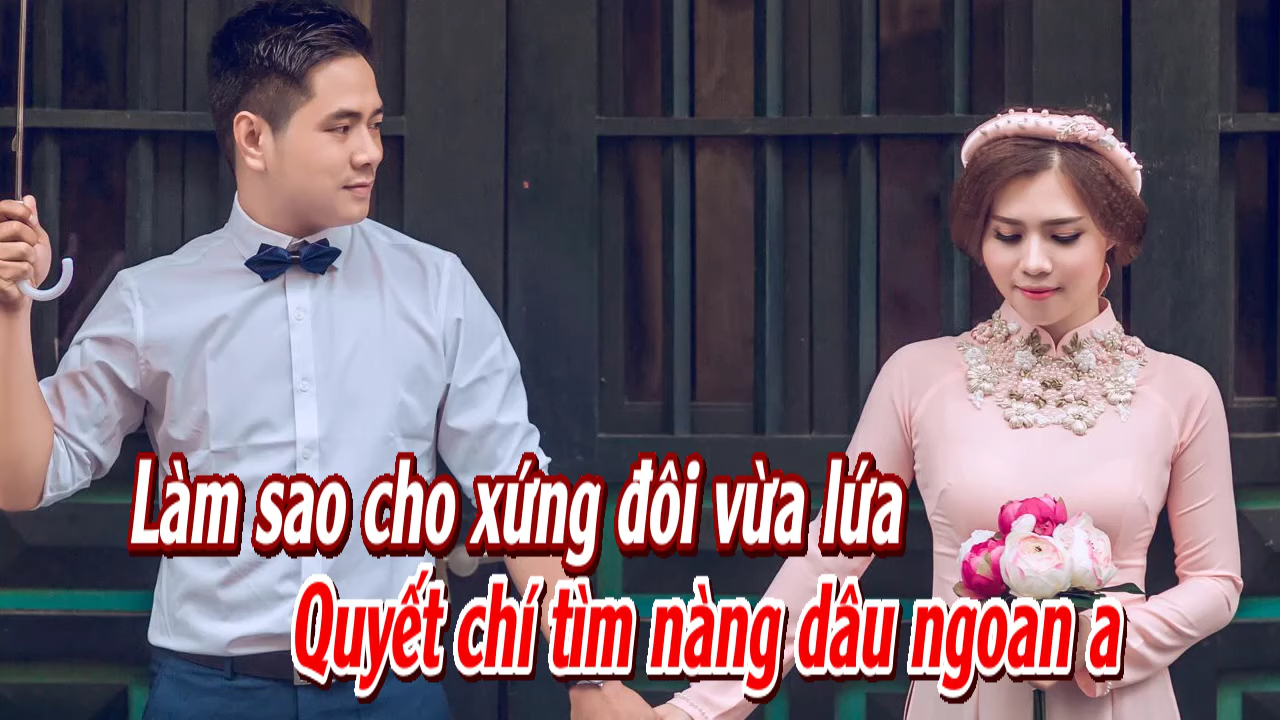 Làm sao cho xứng đôi vừa lứa
Quyết chí tìm nàng dâu ngoan a